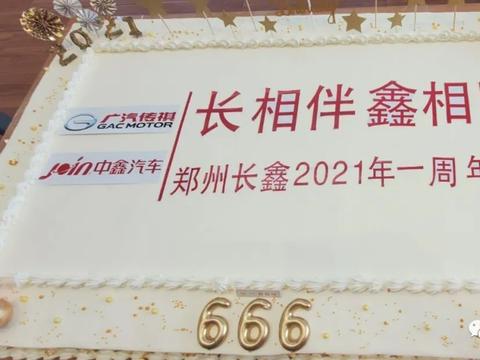 2021
广汽传祺
GAC MOTOR
长相伴 鑫相
Join 中鑫汽车
郑州长鑫2021年一周年
666